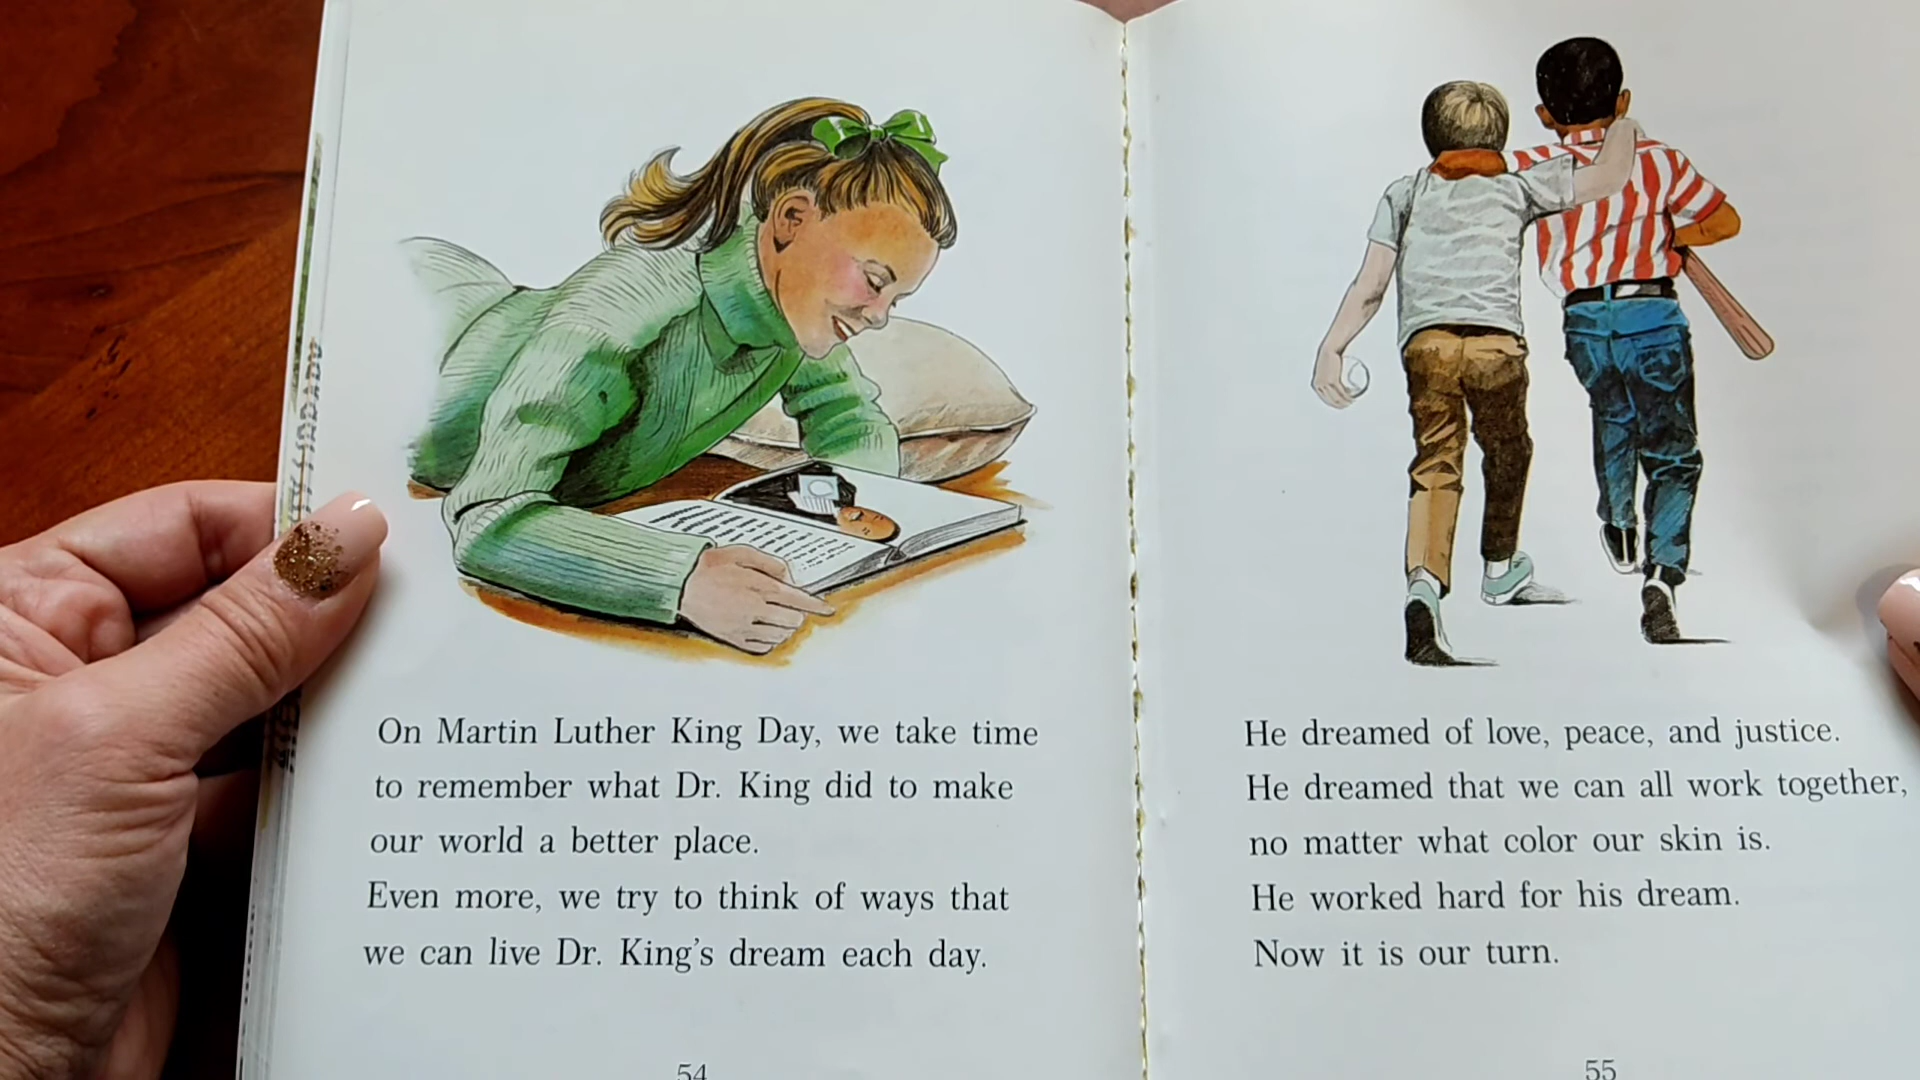 On Martin Luther King Day, we take time
to remember what Dr. King did to make
our world a better place.
Even more, we try to think of ways that
we can live Dr. King's dream each day.
54
He dreamed of love, peace, and justice.
He dreamed that we can all work together,
no matter what color our skin is.
He worked hard for his dream.
Now it is our turn.
55